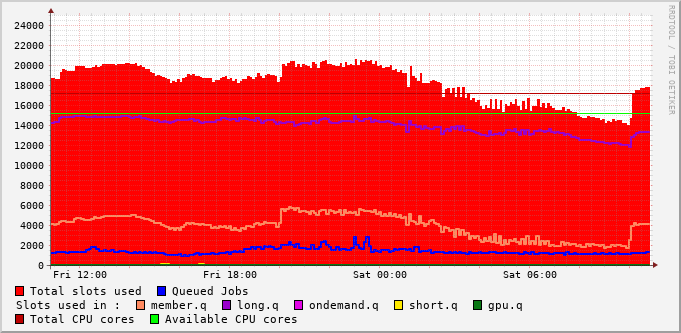 24000
22000
20000
18000
16000
14000
12000
10000
8000
6000
4000
2000
0
Fri 12:00 Fri 18:00 Sat 00:00 Sat 06:00
RRDTOOL / TOBI OETIKER
Total slots used Queued Jobs
Slots used in : member.q long.q ondemand.q short.q gpu.q
Total CPU cores Available CPU cores